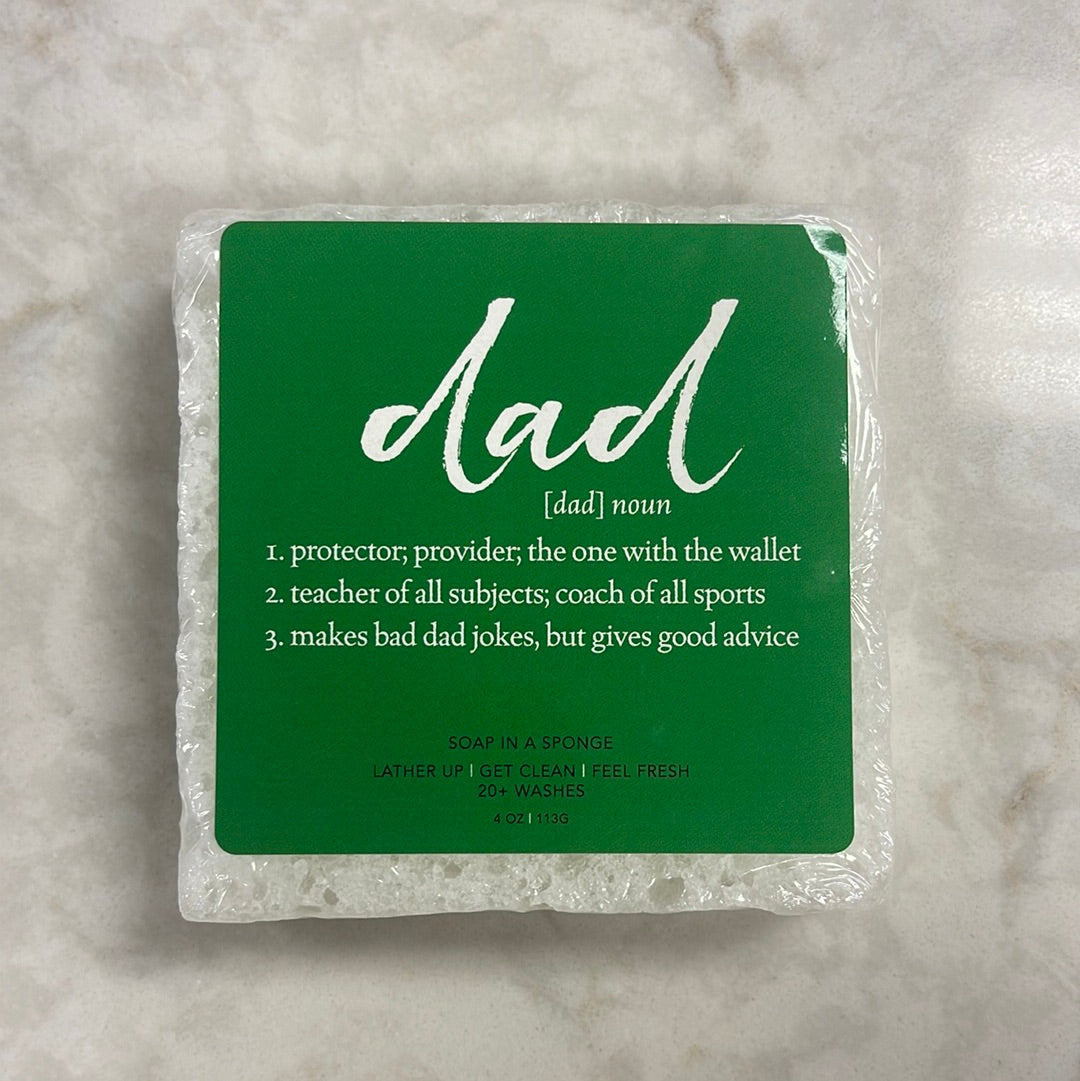 dad
[dad] noun
1. protector; provider; the one with the wallet
2. teacher of all subjects; coach of all sports
3. makes bad dad jokes, but gives good advice
SOAP IN A SPONGE
LATHER UP | GET CLEAN | FEEL FRESH
20+ WASHES
4 OZ | 113G